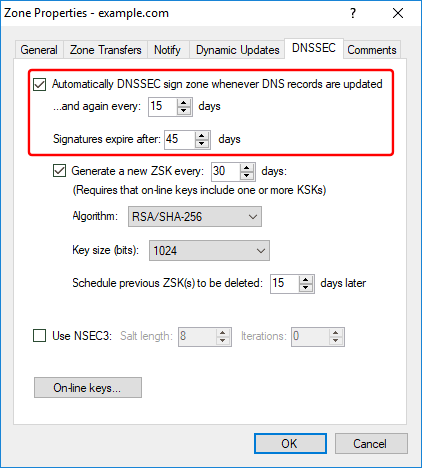 Zone Properties - example.com
General Zone Transfers Notify Dynamic Updates DNSSEC Comments
Automatically DNSSEC sign zone whenever DNS records are updated
...and again every: 15 days
Signatures expire after: 45 days
Generate a new ZSK every: 30 days:
(Requires that on-line keys include one or more KSKs)
Algorithm: RSA/SHA-256
Key size (bits): 1024
Schedule previous ZSK(s) to be deleted: 15 days later
Use NSEC3: Salt length: 8 Iterations: 0
On-line keys...
OK Cancel